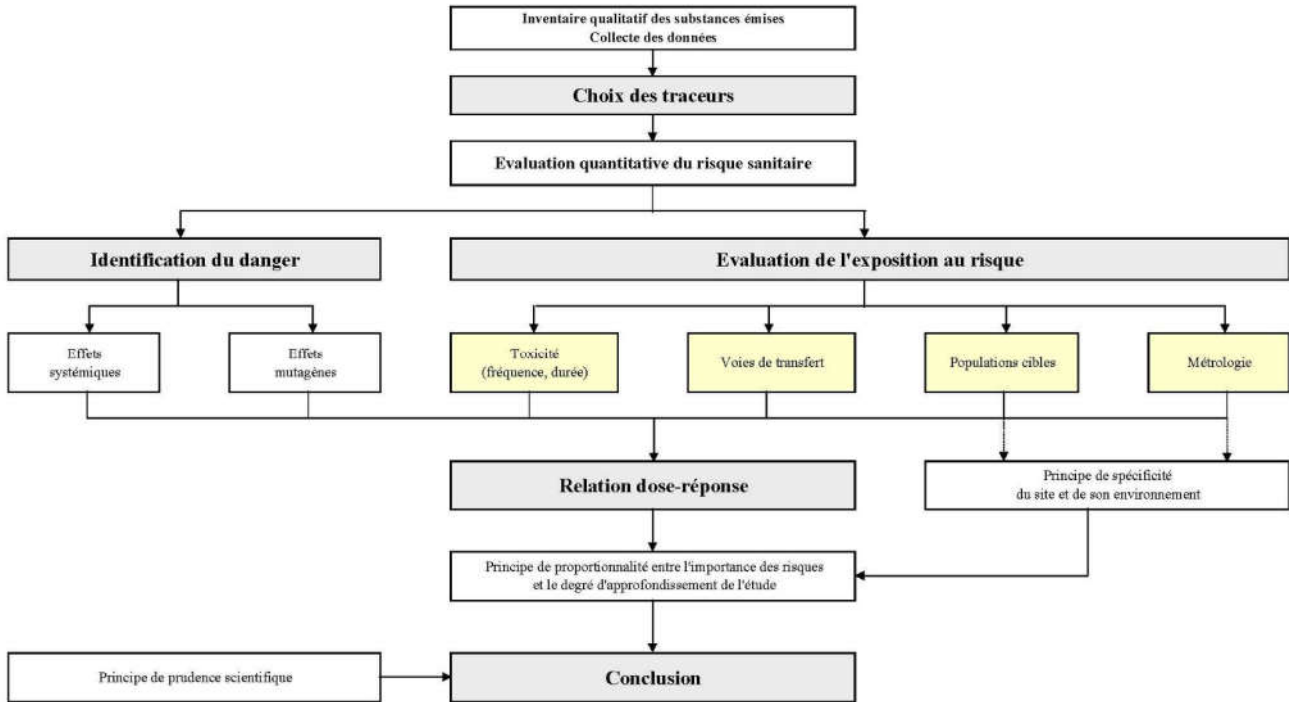 Inventaire qualitatif des substances émises
Collecte des données
Choix des traceurs
Evaluation quantitative du risque sanitaire
Identification du danger
Evaluation de l'exposition au risque
Effets
systémiques
Effets
mutagènes
Toxicité
(fréquence, durée)
Voies de transfert
Populations cibles
Métrologie
Relation dose-réponse
Principe de spécificité
du site et de son environnement
Principe de proportionnalité entre l'importance des risques
et le degré d'approfondissement de l'étude
Principe de prudence scientifique
Conclusion